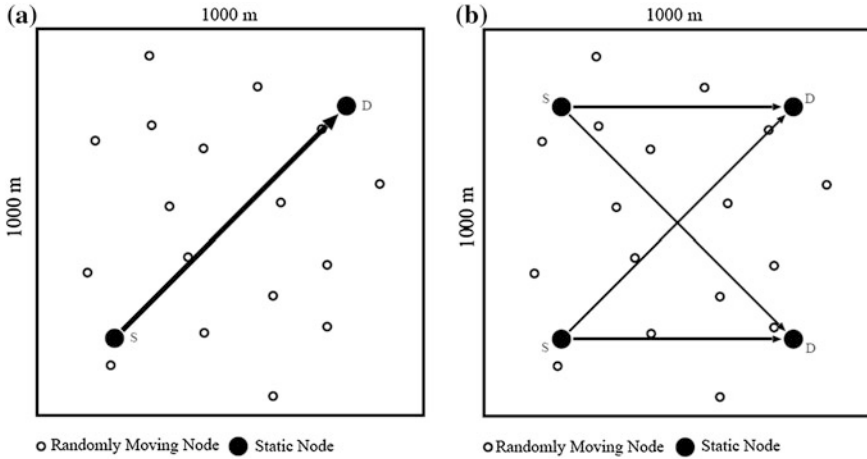 (a)
1000 m
1000 m
D
S
Randomly Moving Node
Static Node
(b)
1000 m
1000 m
S
D
S
D
Randomly Moving Node
Static Node